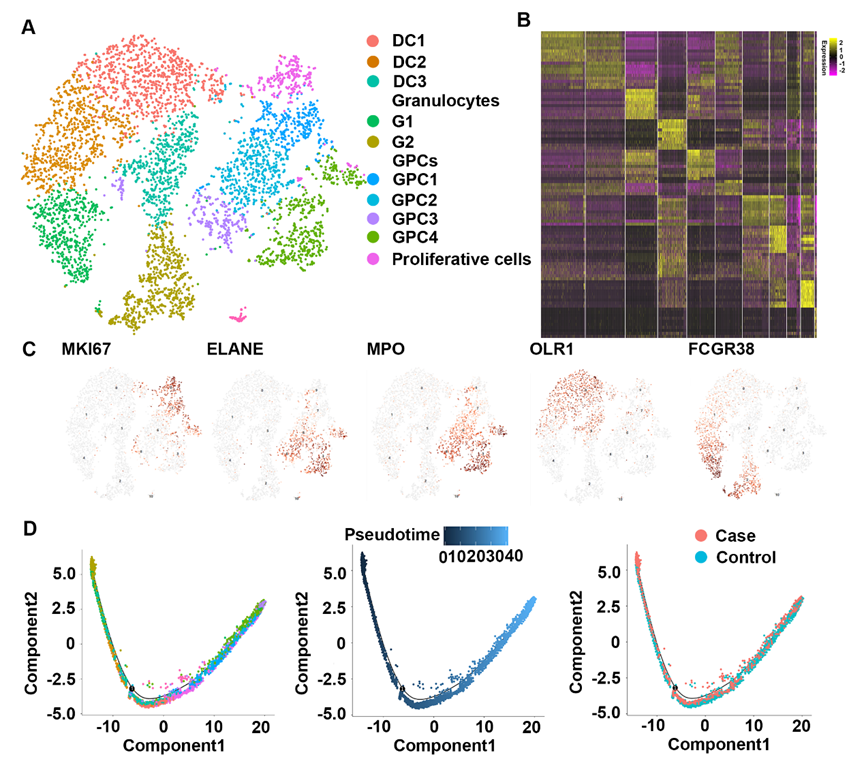 A
DC1
DC2
DC3
Granulocytes
G1
G2
GPCs
GPC1
GPC2
GPC3
GPC4
Proliferative cells
B
Expression
2
1
0
-1
-2
C
MKI67
ELANE
MPO
OLR1
FCGR38
D
Component2
5.0
2.5
0
-2.5
-5.0
-10
0
10
20
Component1
Pseudotime
010203040
Component2
5.0
2.5
0
-2.5
-5.0
-10
0
10
20
Component1
Case
Control
Component2
5.0
2.5
0
-2.5
-5.0
-10
0
10
20
Component1